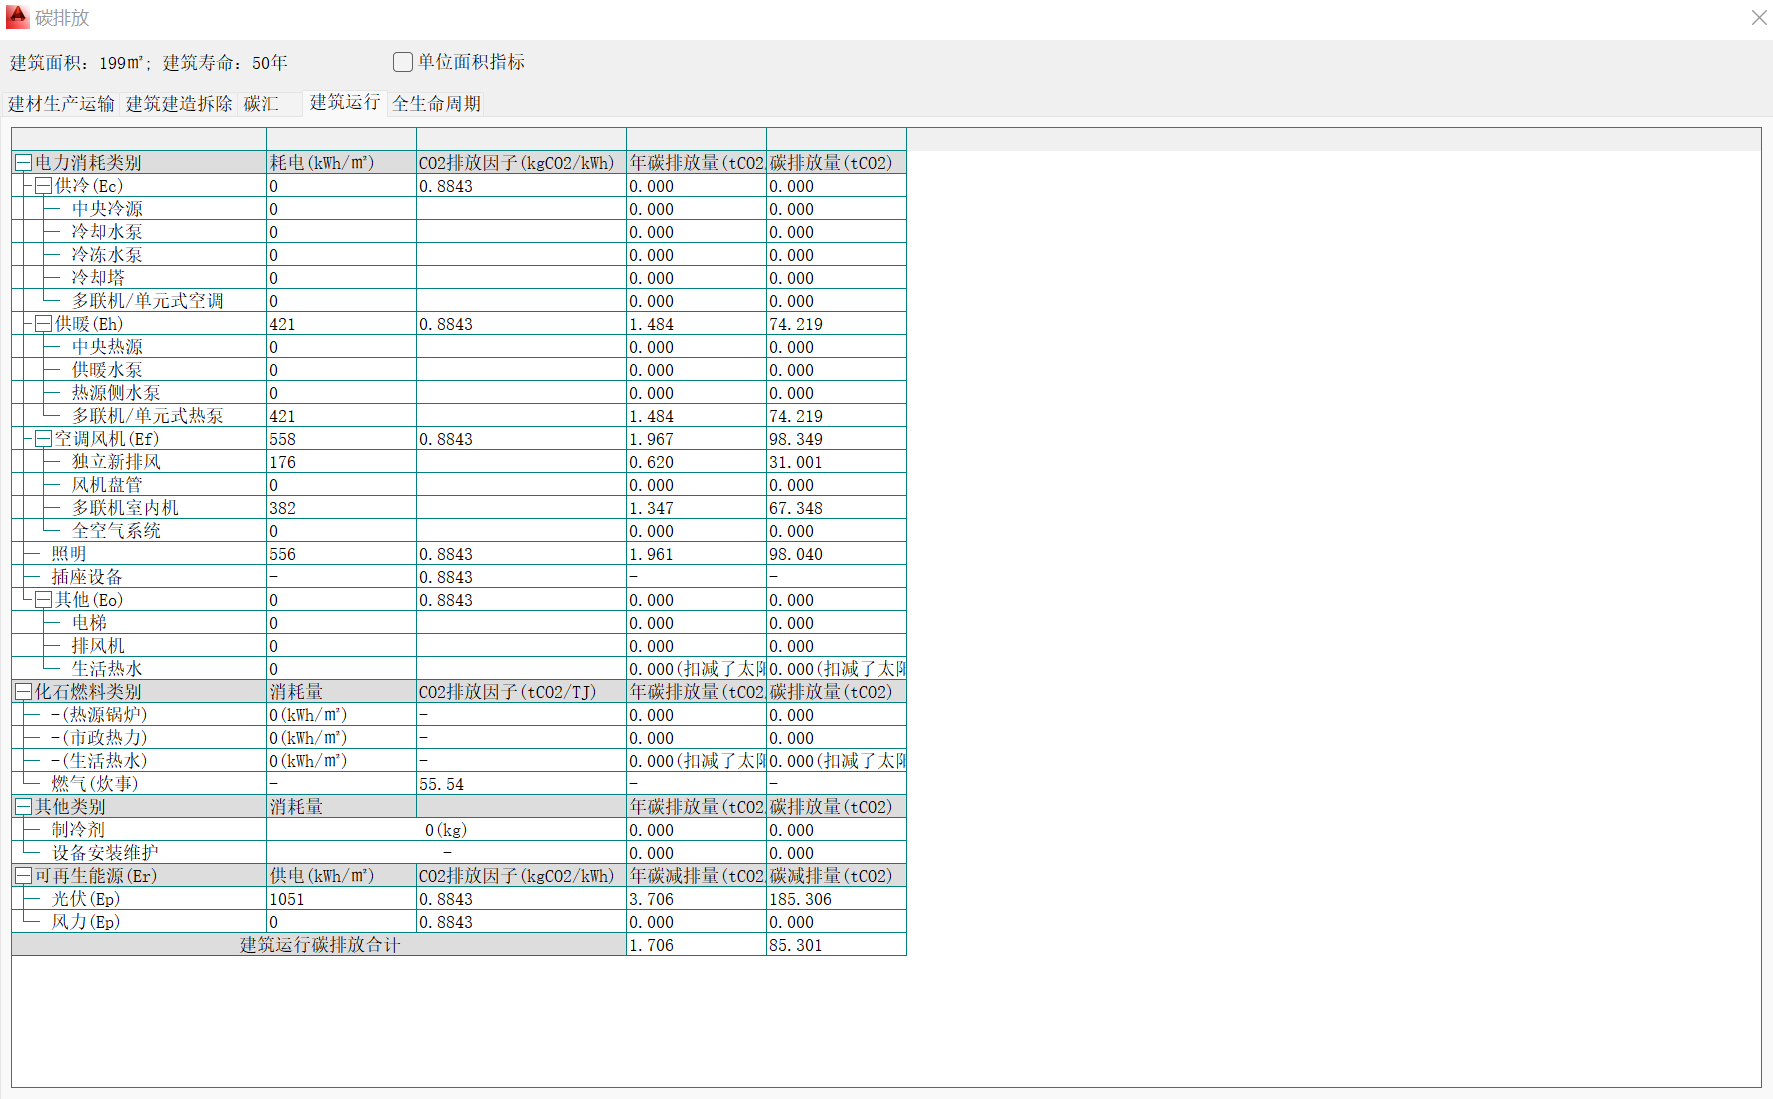 碳排放
建筑面积: 199㎡; 建筑寿命: 50年 单位面积指标
建材生产运输 建筑建造拆除 碳汇 建筑运行 全生命周期
电力消耗类别 耗电(kWh/㎡) CO2排放因子(kgCO2/kWh) 年碳排放量(tCO2 碳排放量(tCO2)
供冷(Ec) 0 0.8843 0.000 0.000
中央冷源 0 0.000 0.000
冷却水泵 0 0.000 0.000
冷冻水泵 0 0.000 0.000
冷却塔 0 0.000 0.000
多联机/单元式空调 0 0.000 0.000
供暖(Eh) 421 0.8843 1.484 74.219
中央热源 0 0.000 0.000
供暖水泵 0 0.000 0.000
热源侧水泵 0 0.000 0.000
多联机/单元式热泵 421 1.484 74.219
空调风机(Ef) 558 0.8843 1.967 98.349
独立新排风 176 0.620 31.001
风机盘管 0 0.000 0.000
多联机室内机 382 1.347 67.348
全空气系统 0 0.000 0.000
照明 556 0.8843 1.961 98.040
插座设备 - 0.8843 - -
其他(Eo) 0 0.8843 0.000 0.000
电梯 0 0.000 0.000
排风机 0 0.000 0.000
生活热水 0 0.000(扣减了太 0.000(扣减了太
化石燃料类别 消耗量 CO2排放因子(tCO2/TJ) 年碳排放量(tCO2 碳排放量(tCO2)
-(热源锅炉) 0(kWh/㎡) - 0.000 0.000
-(市政热力) 0(kWh/㎡) - 0.000 0.000
-(生活热水) 0(kWh/㎡) - 0.000(扣减了太 0.000(扣减了太
燃气(炊事) - 55.54 - -
其他类别 消耗量 年碳排放量(tCO2 碳排放量(tCO2)
制冷剂 0(kg) 0.000 0.000
设备安装维护 - 0.000 0.000
可再生能源(Er) 供电(kWh/㎡) CO2排放因子(kgCO2/kWh) 年碳减排量(tCO2 碳减排量(tCO2)
光伏(Ep) 1051 0.8843 3.706 185.306
风力(Ep) 0 0.8843 0.000 0.000
建筑运行碳排放合计 1.706 85.301